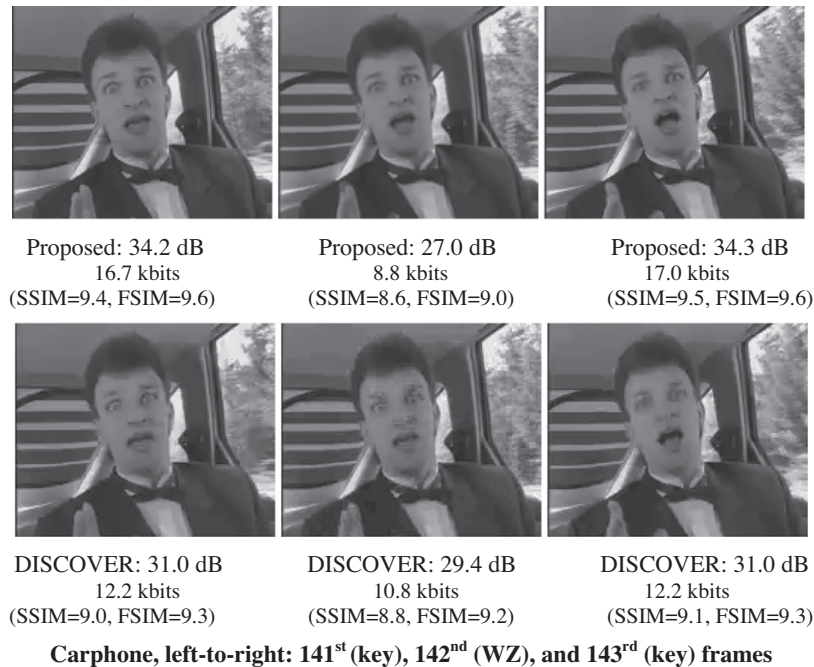 Proposed: 34.2 dB
16.7 kbits
(SSIM=9.4, FSIM=9.6)
Proposed: 27.0 dB
8.8 kbits
(SSIM=8.6, FSIM=9.0)
Proposed: 34.3 dB
17.0 kbits
(SSIM=9.5, FSIM=9.6)
DISCOVER: 31.0 dB
12.2 kbits
(SSIM=9.0, FSIM=9.3)
DISCOVER: 29.4 dB
10.8 kbits
(SSIM=8.8, FSIM=9.2)
DISCOVER: 31.0 dB
12.2 kbits
(SSIM=9.1, FSIM=9.3)
Carphone, left-to-right: 141st (key), 142nd (WZ), and 143rd (key) frames